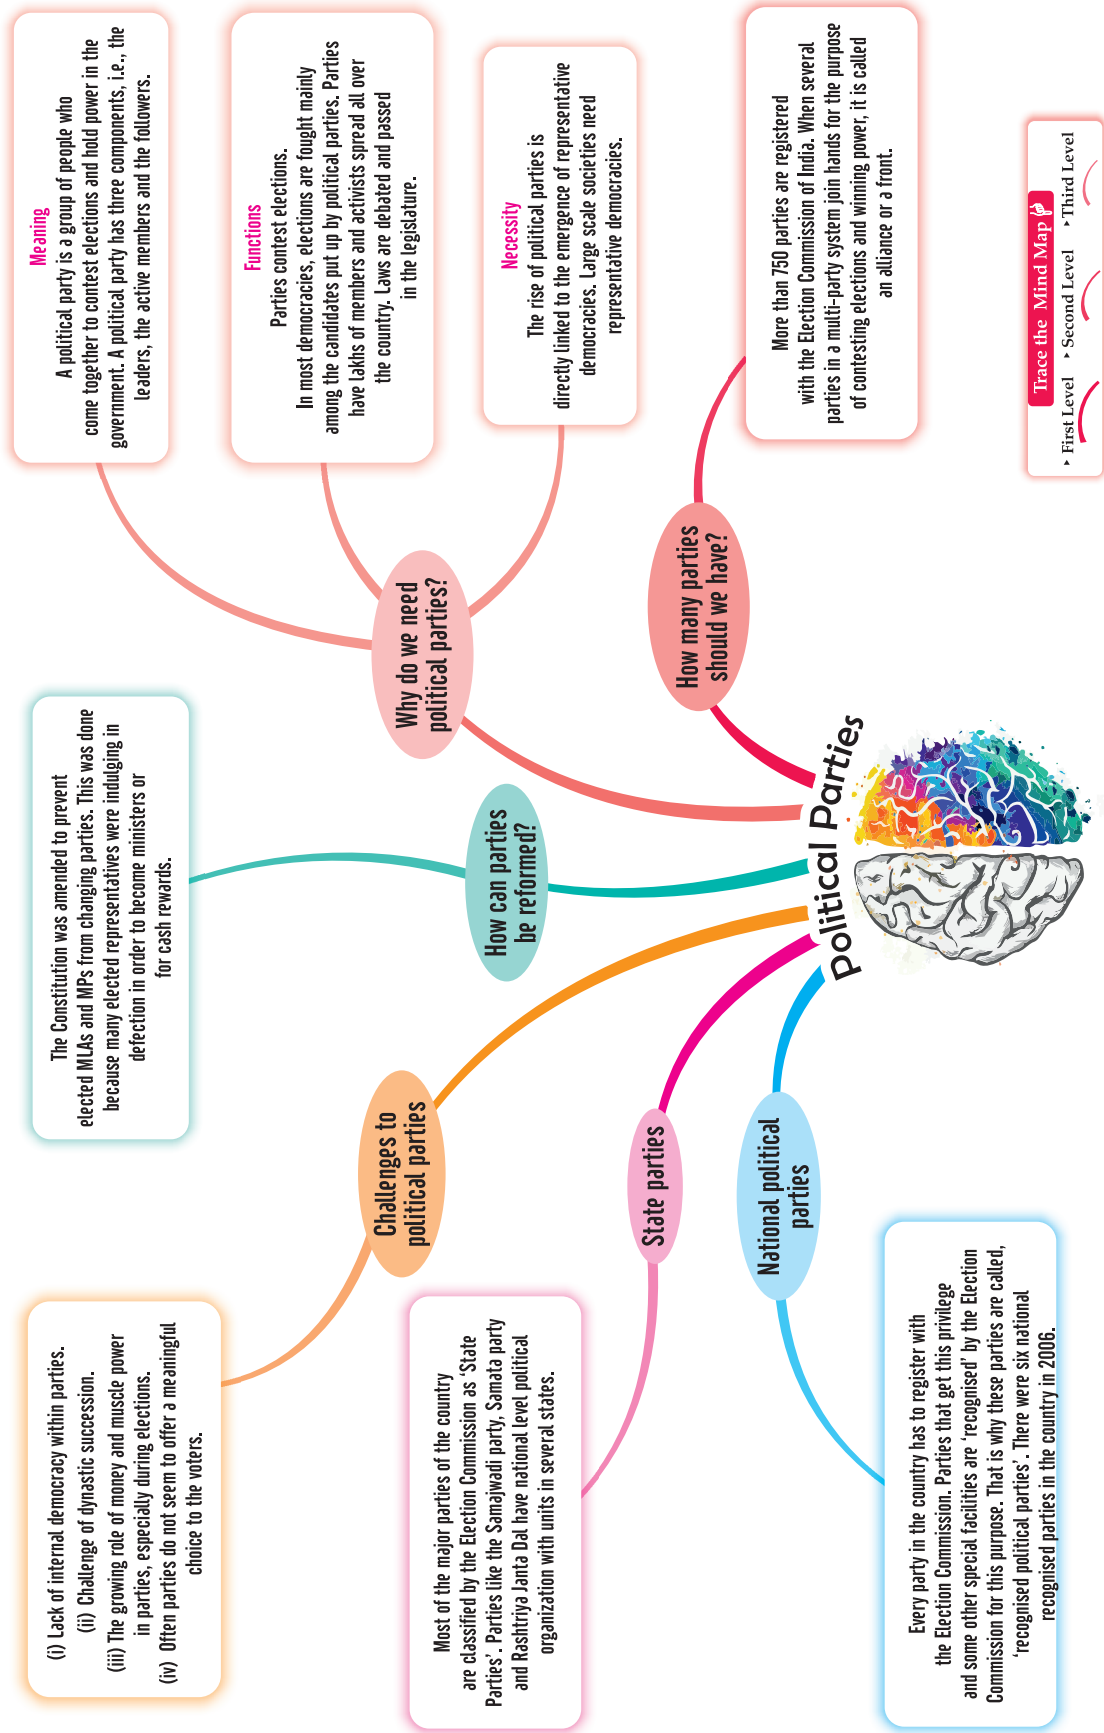 Political Parties
Why do we need
political parties?
Meaning
A political party is a group of people who
come together to contest elections and hold power in the
government. A political party has three components, i.e., the
leaders, the active members and the followers.
Functions
Parties contest elections.
In most democracies, elections are fought mainly
among the candidates put up by political parties. Parties
have lakhs of members and activists spread all over
the country. Laws are debated and passed
in the legislature.
Necessity
The rise of political parties is
directly linked to the emergence of representative
democracies. Large scale societies need
representative democracies.
How many parties
should we have?
More than 750 parties are registered
with the Election Commission of India. When several
parties in a multi-party system join hands for the purpose
of contesting elections and winning power, it is called
an alliance or a front.
How can parties
be reformed?
The Constitution was amended to prevent
elected MLAs and MPs from changing parties. This was done
because many elected representatives were indulging in
defection in order to become ministers or
for cash rewards.
Challenges to
political parties
(i) Lack of internal democracy within parties.
(ii) Challenge of dynastic succession.
(iii) The growing role of money and muscle power
in parties, especially during elections.
(iv) Often parties do not seem to offer a meaningful
choice to the voters.
State parties
Most of the major parties of the country
are classified by the Election Commission as ‘State
Parties’. Parties like the Samajwadi party, Samata party
and Rashtriya Janta Dal have national level political
organization with units in several states.
National political
parties
Every party in the country has to register with
the Election Commission. Parties that get this privilege
and some other special facilities are ‘recognised’ by the Election
Commission for this purpose. That is why these parties are called,
‘recognised political parties’. There were six national
recognised parties in the country in 2006.
Trace the Mind Map
First Level Second Level Third Level